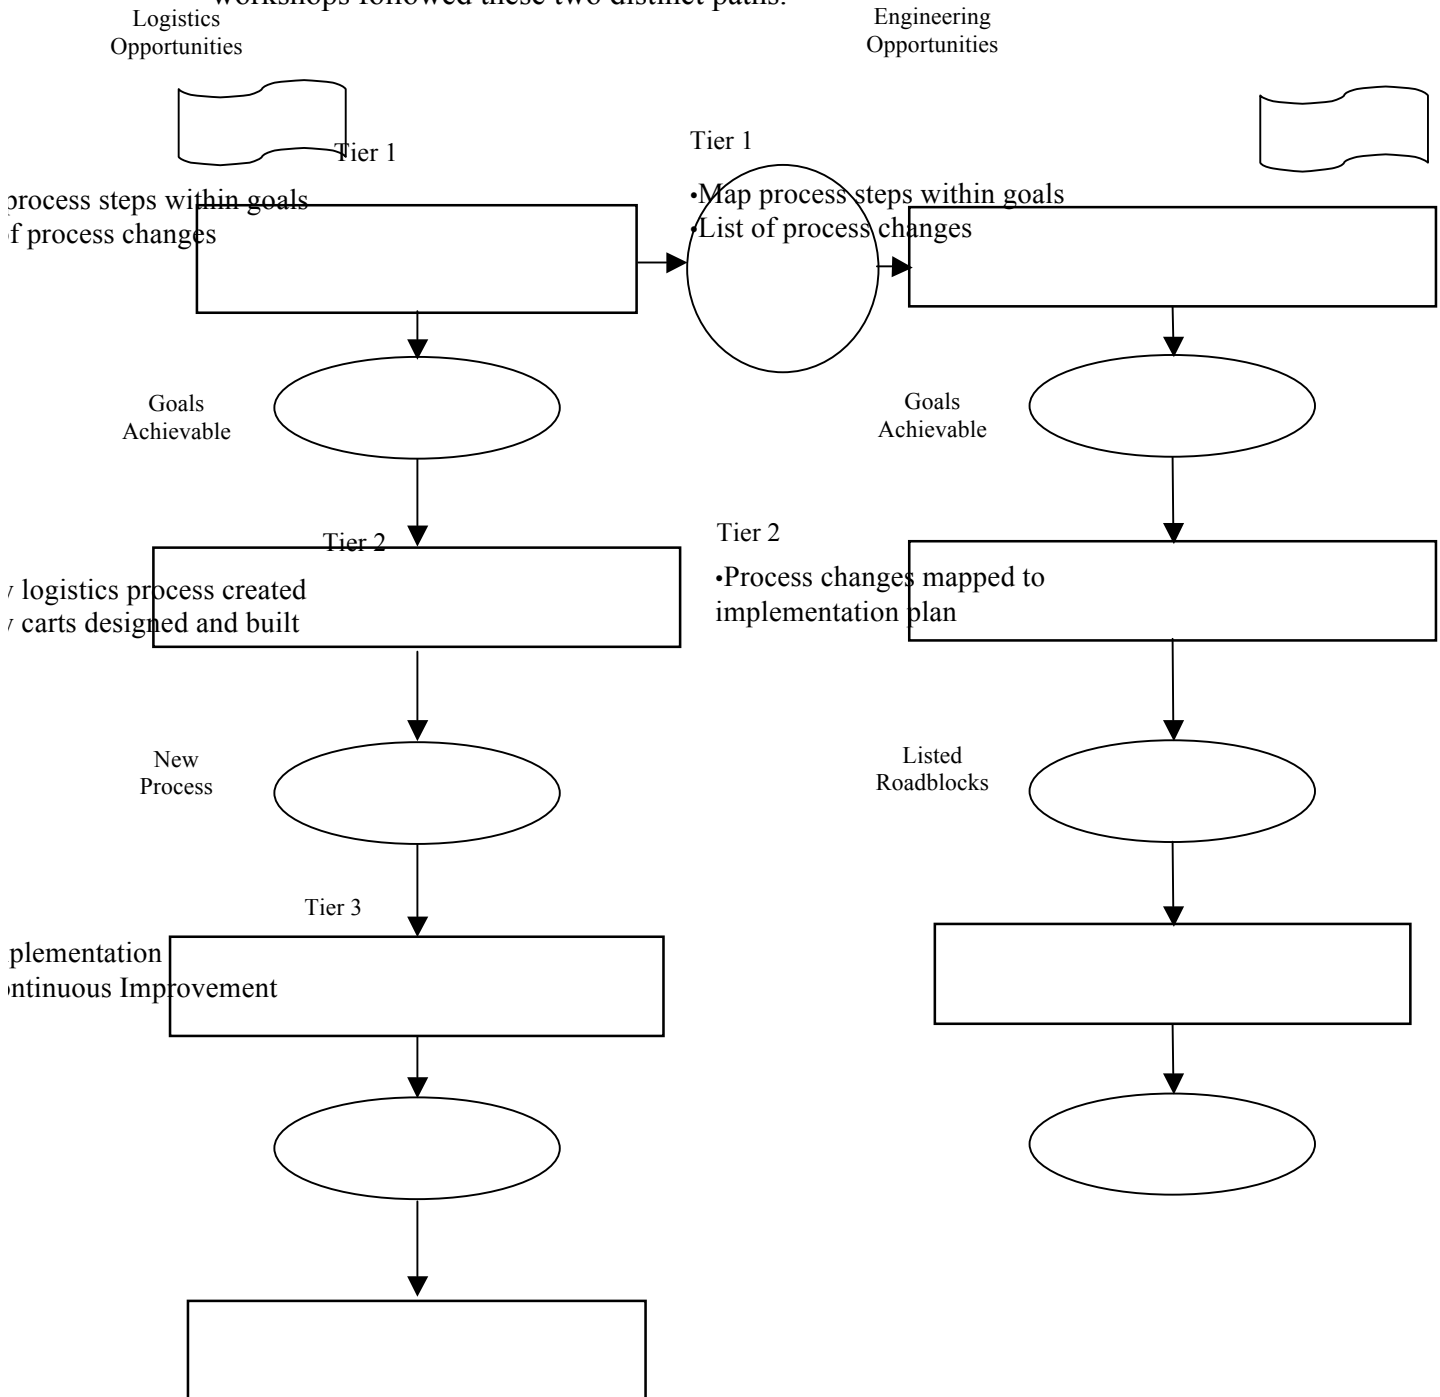 workshops followed these two distinct paths.
Logistics
Opportunities
Engineering
Opportunities
Tier 1
process steps within goals
of process changes
Tier 1
•Map process steps within goals
•List of process changes
Goals
Achievable
Goals
Achievable
Tier 2
logistics process created
carts designed and built
Tier 2
•Process changes mapped to
implementation plan
New
Process
Listed
Roadblocks
Tier 3
plementation
ontinuous Improvement